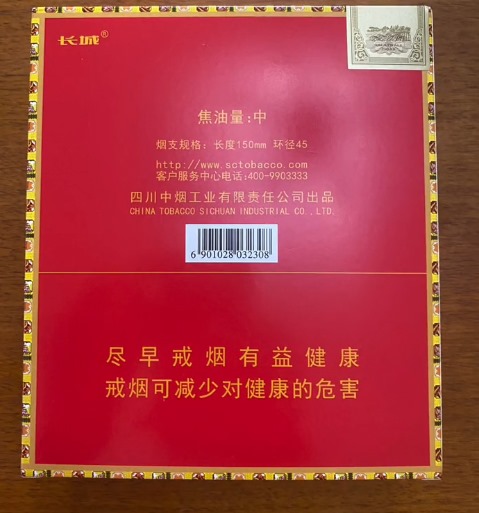 长城®
焦油量:中
烟支规格: 长度150mm 环径45
http://www.sctobacco.com
客户服务中心电话:400-9903333
四川中烟工业有限责任公司出品
CHINA TOBACCO SICHUAN INDUSTRIAL CO.,LTD.
6 901028 032308
尽早戒烟有益健康
戒烟可减少对健康的危害